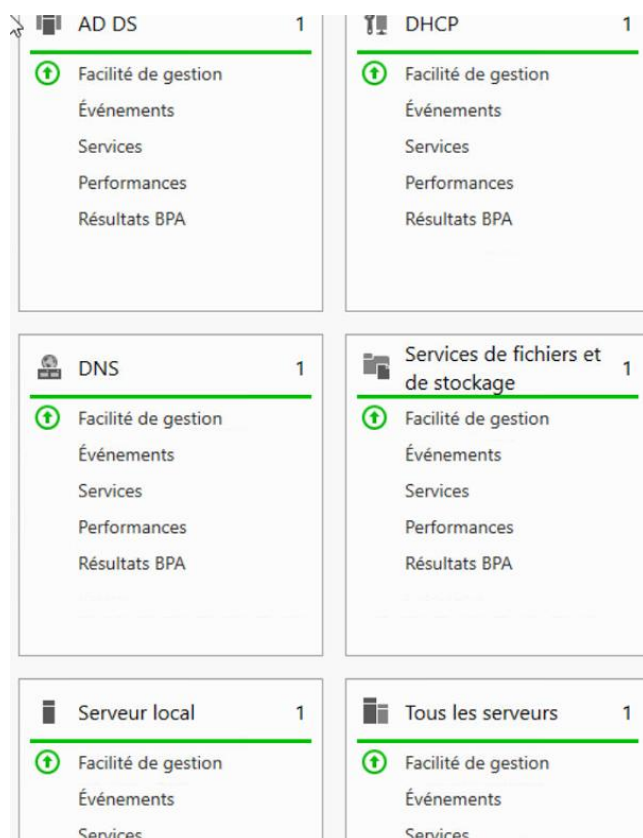 AD DS 1
Facilité de gestion
Événements
Services
Performances
Résultats BPA
DHCP 1
Facilité de gestion
Événements
Services
Performances
Résultats BPA
DNS 1
Facilité de gestion
Événements
Services
Performances
Résultats BPA
Services de fichiers et
de stockage 1
Facilité de gestion
Événements
Services
Performances
Résultats BPA
Serveur local 1
Facilité de gestion
Événements
Services
Tous les serveurs 1
Facilité de gestion
Événements
Services